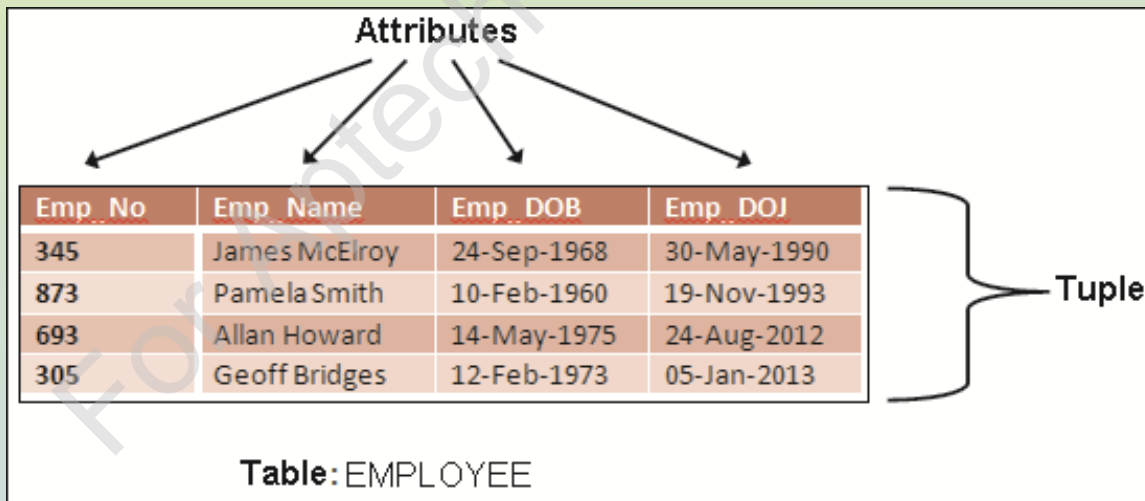 Attributes
Emp_No Emp_Name Emp_DOB Emp_DOJ
345 James McElroy 24-Sep-1968 30-May-1990
873 Pamela Smith 10-Feb-1960 19-Nov-1993
693 Allan Howard 14-May-1975 24-Aug-2012
305 Geoff Bridges 12-Feb-1973 05-Jan-2013
Tuple
Table: EMPLOYEE
For Aptech